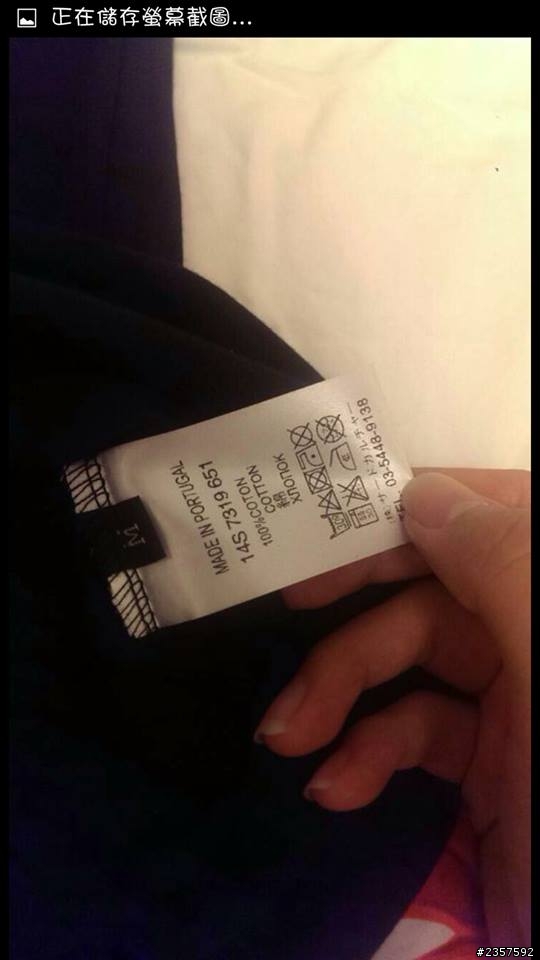 正在儲存螢幕截圖...
M
MADE IN PORTUGAL
14S 7319 651
100%COTTON
COTTON
棉
ХЛОПОК
TEL. 03-5448-9138
#2357592